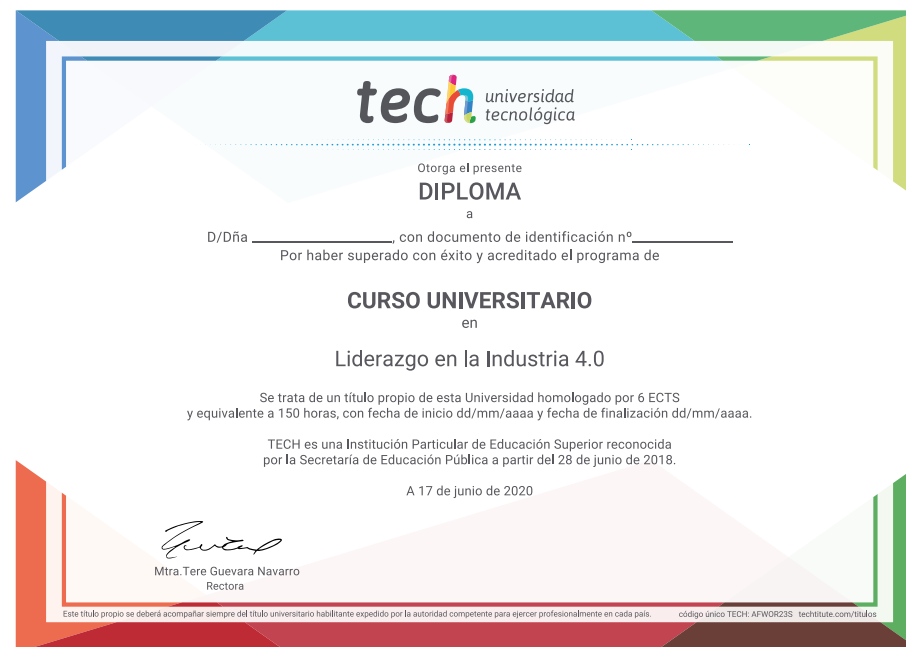 tech universidad
tecnológica
Otorga el presente
DIPLOMA
a
D/Dña ____________________, con documento de identificación nº______________
Por haber superado con éxito y acreditado el programa de
CURSO UNIVERSITARIO
en
Liderazgo en la Industria 4.0
Se trata de un título propio de esta Universidad homologado por 6 ECTS
y equivalente a 150 horas, con fecha de inicio dd/mm/aaaa y fecha de finalización dd/mm/aaaa.
TECH es una Institución Particular de Educación Superior reconocida
por la Secretaría de Educación Pública a partir del 28 de junio de 2018.
A 17 de junio de 2020
Mtra.Tere Guevara Navarro
Rectora
Este título propio se deberá acompañar siempre del título universitario habilitante expedido por la autoridad competente para ejercer profesionalmente en cada país. código único TECH: AFWOR23S techtitute.com/titulos